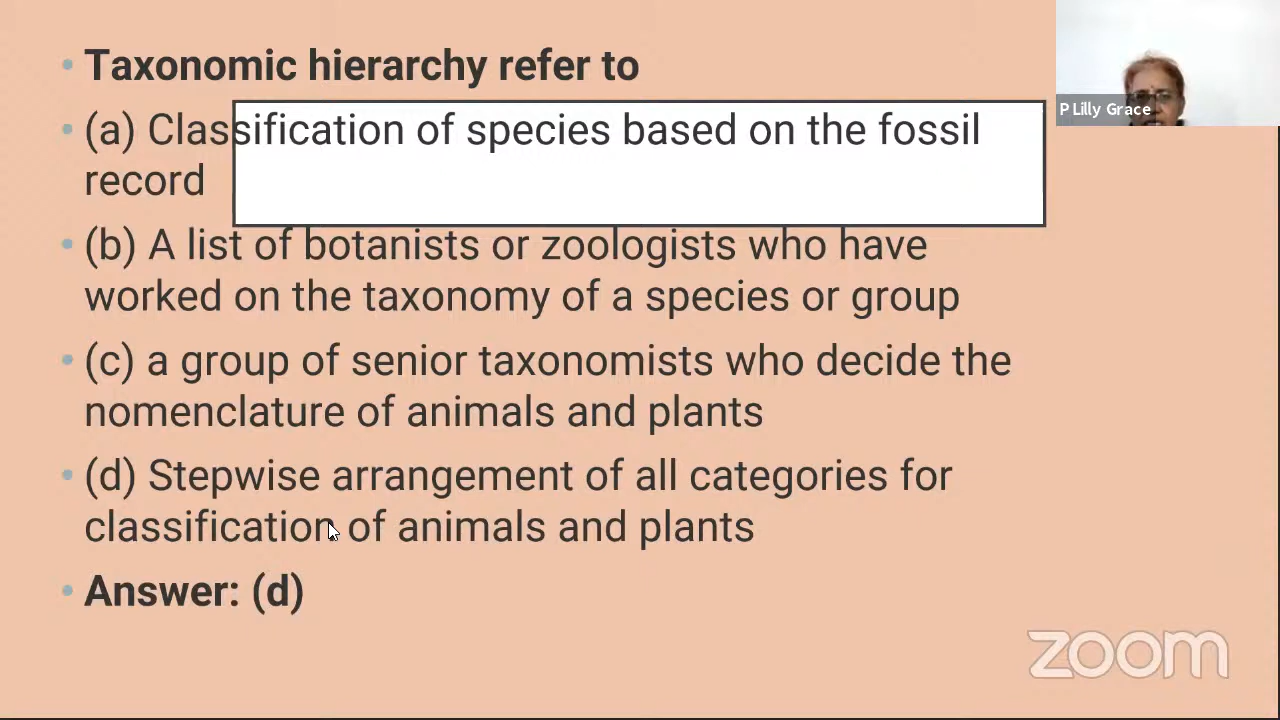 • Taxonomic hierarchy refer to
• (a) Classification of species based on the fossil
record
• (b) A list of botanists or zoologists who have
worked on the taxonomy of a species or group
• (c) a group of senior taxonomists who decide the
nomenclature of animals and plants
• (d) Stepwise arrangement of all categories for
classification of animals and plants
• Answer: (d)
P Lilly Grace
zoom